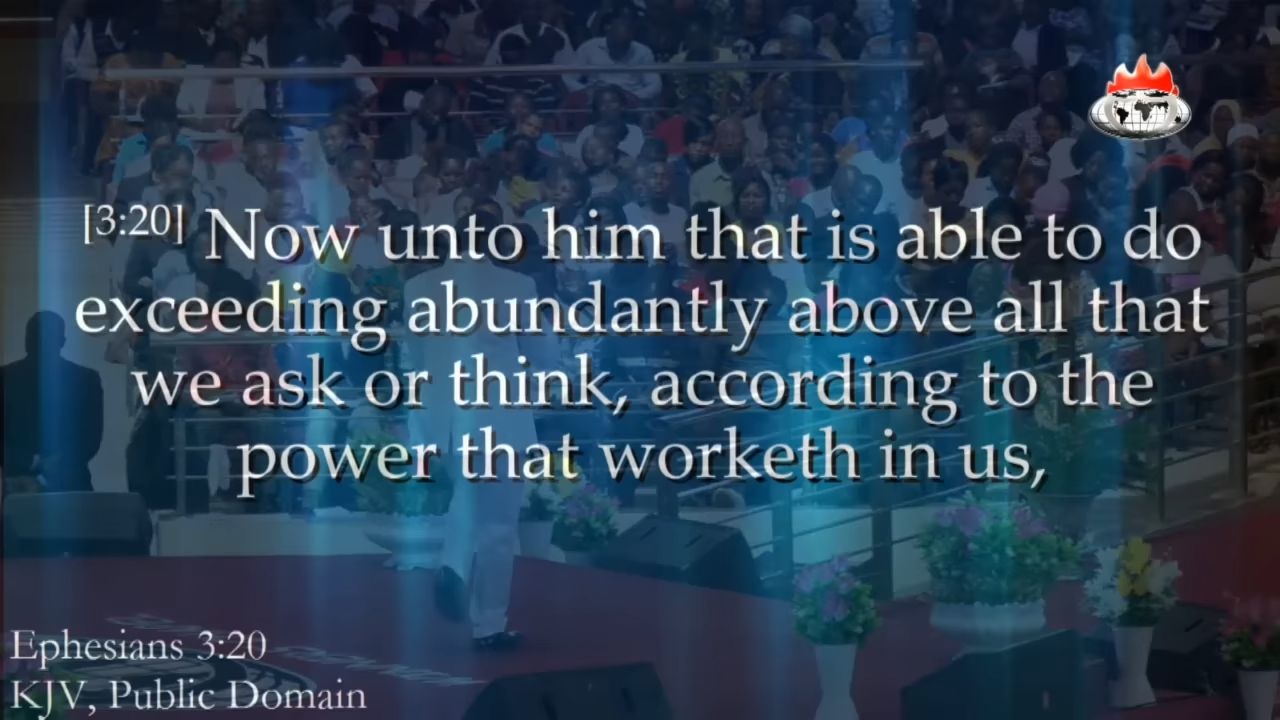 [3:20] Now unto him that is able to do
exceeding abundantly above all that
we ask or think, according to the
power that worketh in us,
Ephesians 3:20
KJV, Public Domain